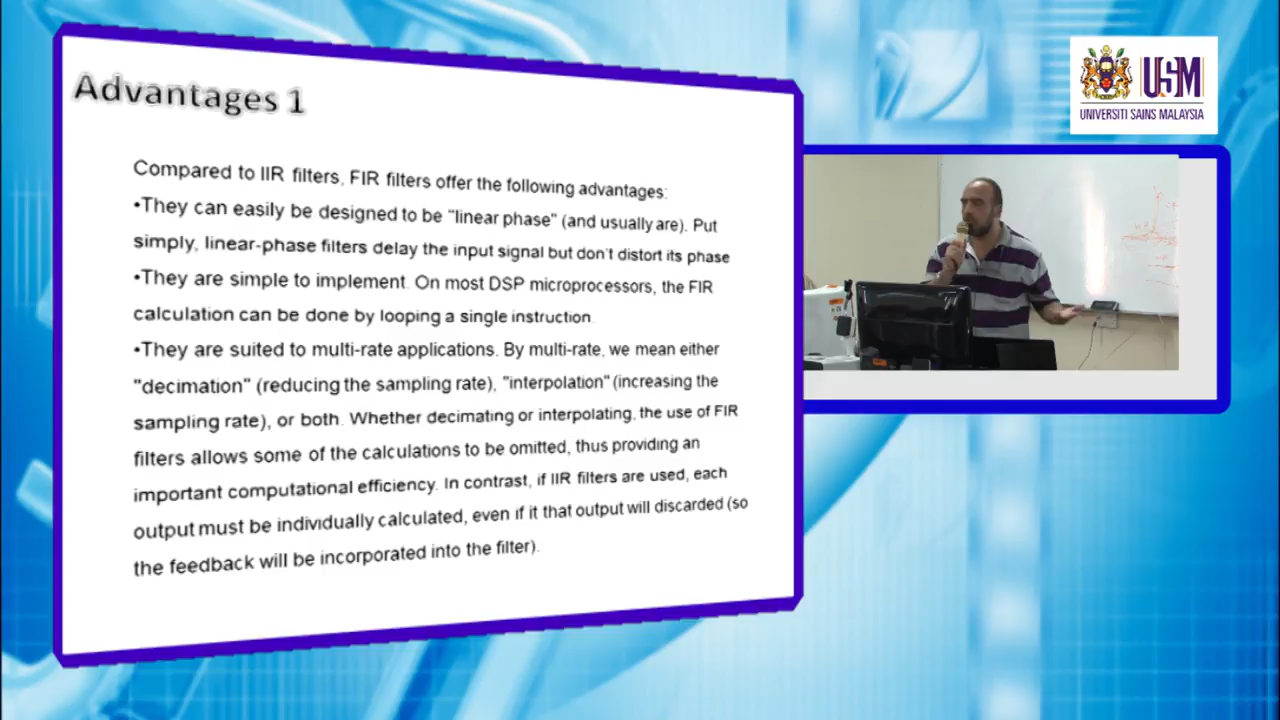 Advantages 1
Compared to IIR filters, FIR filters offer the following advantages:
•They can easily be designed to be "linear phase" (and usually are). Put
simply, linear-phase filters delay the input signal but don't distort its phase
•They are simple to implement. On most DSP microprocessors, the FIR
calculation can be done by looping a single instruction.
•They are suited to multi-rate applications. By multi-rate, we mean either
"decimation" (reducing the sampling rate), "interpolation" (increasing the
sampling rate), or both. Whether decimating or interpolating, the use of FIR
filters allows some of the calculations to be omitted, thus providing an
important computational efficiency. In contrast, if IIR filters are used, each
output must be individually calculated, even if it that output will discarded (so
the feedback will be incorporated into the filter).
USM
UNIVERSITI SAINS MALAYSIA